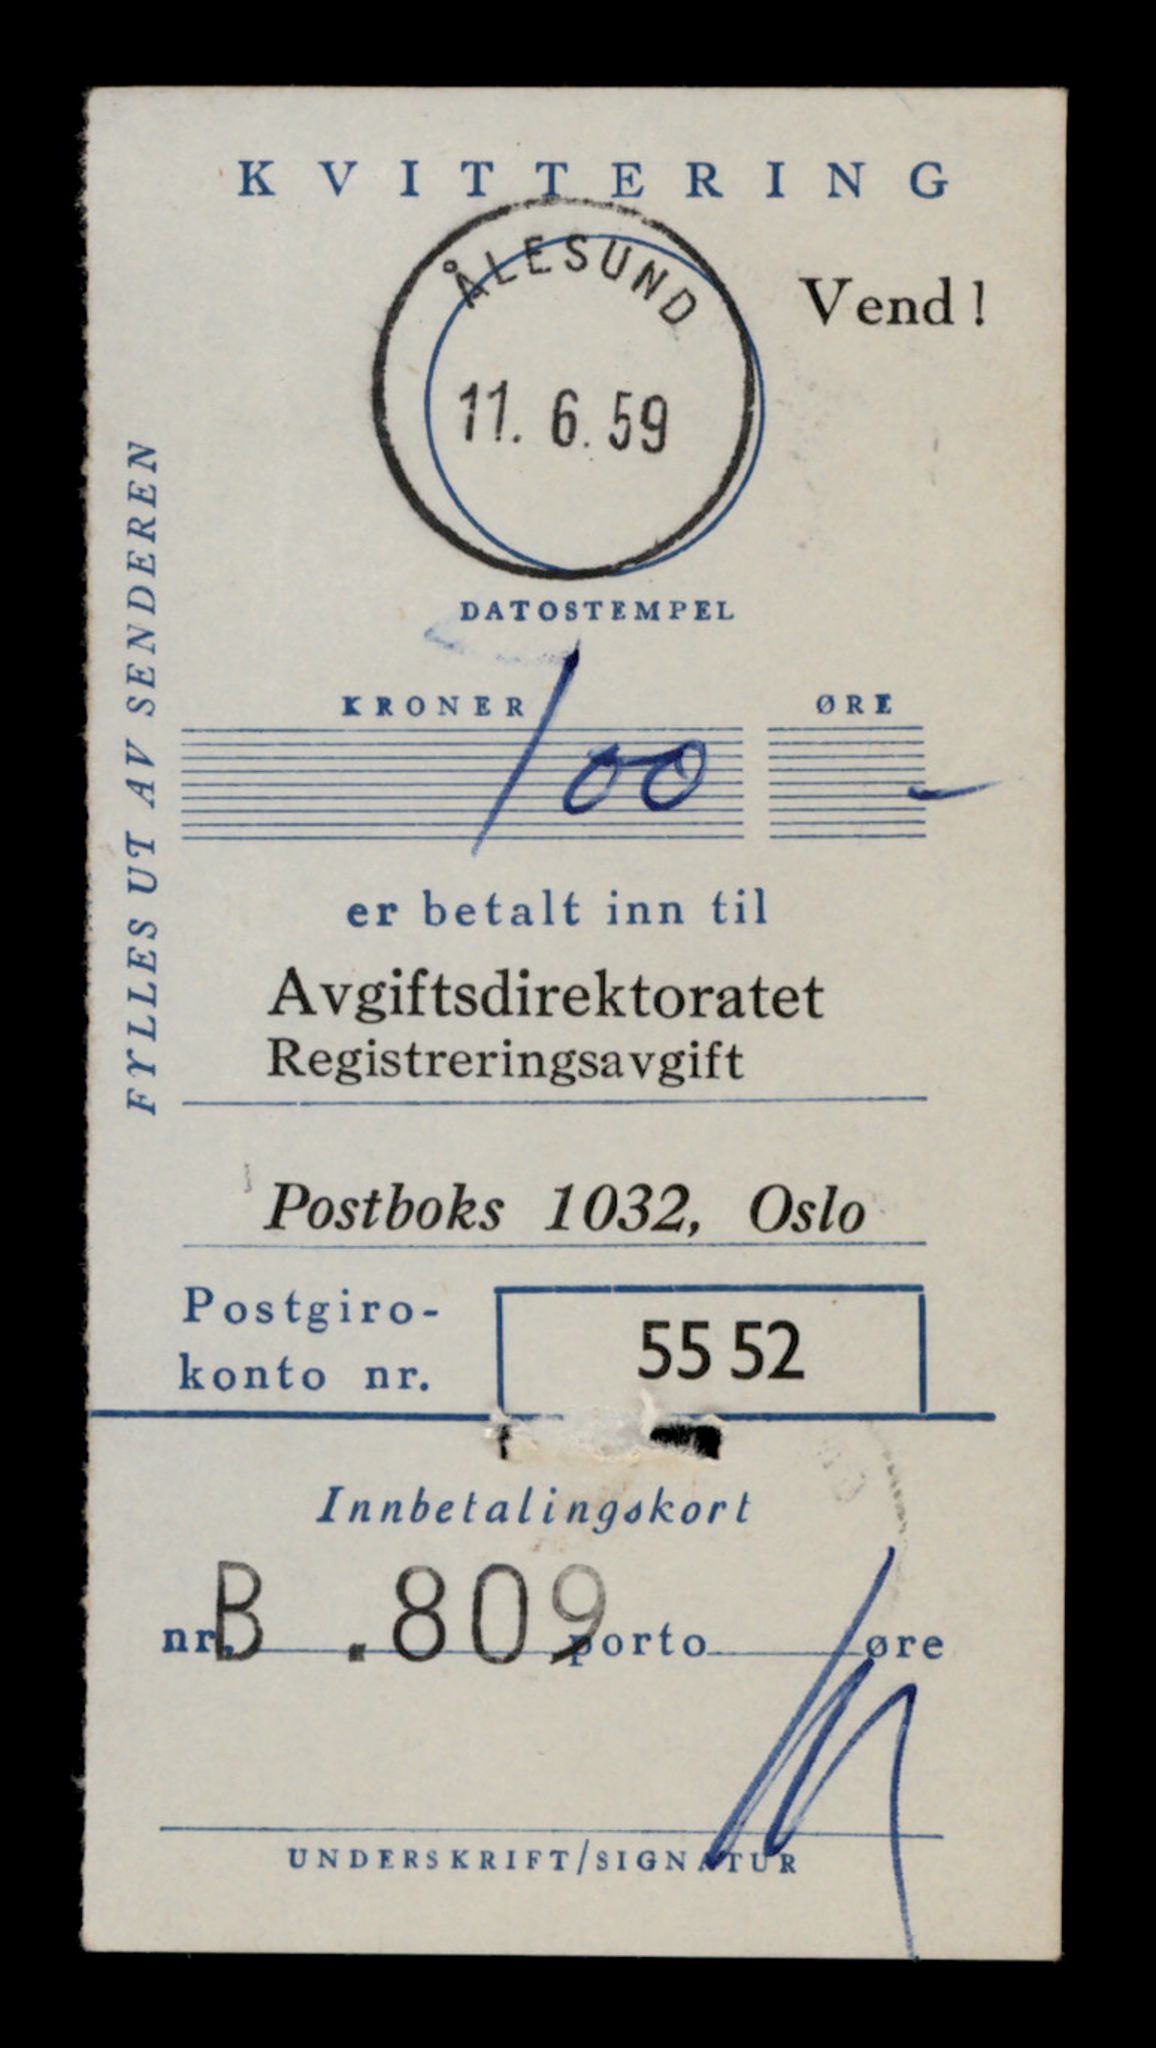 KVITTERING
ÅLESUND
Vend!
11. 6. 59
DATOSTEMPEL
FYLLES UT AV SENDEREN
KRONER ØRE
100 -
er betalt inn til
Avgiftsdirektoratet
Registreringsavgift
Postboks 1032, Oslo
Postgiro-
konto nr.
55 52
Innbetalingskort
nr. B .809 porto øre
UNDERSKRIFT/SIGNATUR